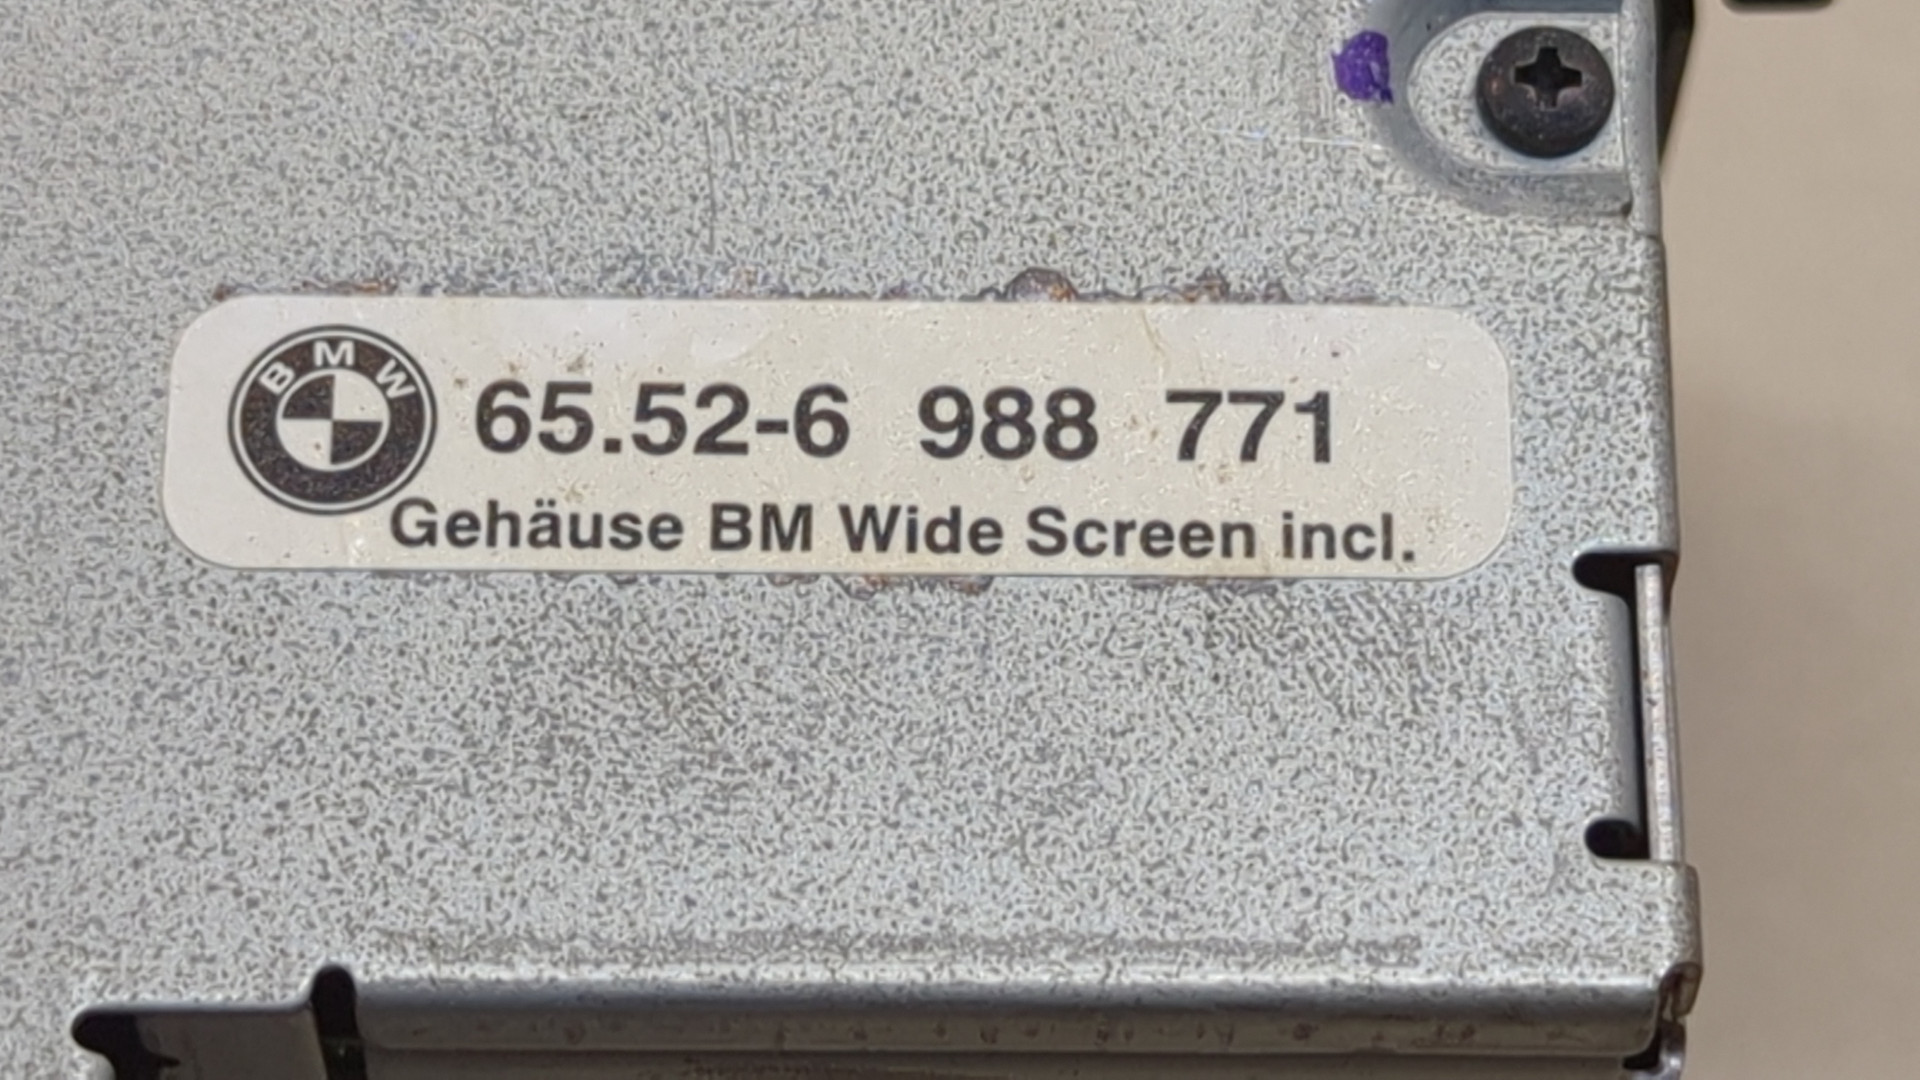 BMW
65.52-6 988 771
Gehäuse BM Wide Screen incl.